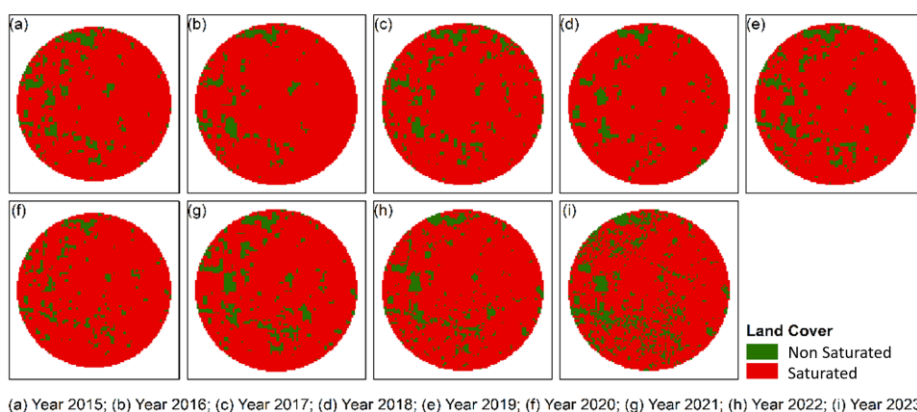 (a) (b) (c) (d) (e)
(f) (g) (h) (i)
Land Cover
Non Saturated
Saturated
(a) Year 2015; (b) Year 2016; (c) Year 2017; (d) Year 2018; (e) Year 2019; (f) Year 2020; (g) Year 2021; (h) Year 2022; (i) Year 2023